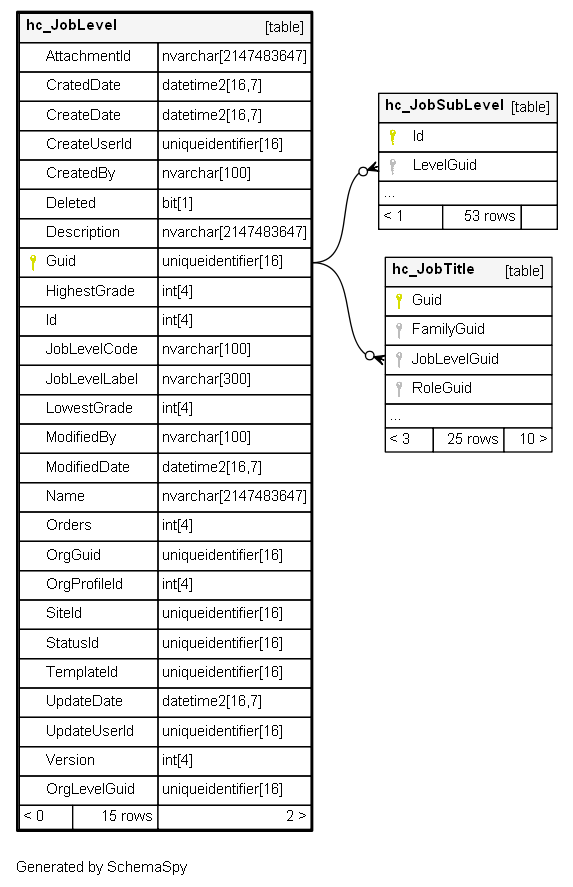 hc_JobLevel [table]
AttachmentId nvarchar[2147483647]
CratedDate datetime2[16,7]
CreateDate datetime2[16,7]
CreateUserId uniqueidentifier[16]
CreatedBy nvarchar[100]
Deleted bit[1]
Description nvarchar[2147483647]
Guid uniqueidentifier[16]
HighestGrade int[4]
Id int[4]
JobLevelCode nvarchar[100]
JobLevelLabel nvarchar[300]
LowestGrade int[4]
ModifiedBy nvarchar[100]
ModifiedDate datetime2[16,7]
Name nvarchar[2147483647]
Orders int[4]
OrgGuid uniqueidentifier[16]
OrgProfileId int[4]
SiteId uniqueidentifier[16]
StatusId uniqueidentifier[16]
TemplateId uniqueidentifier[16]
UpdateDate datetime2[16,7]
UpdateUserId uniqueidentifier[16]
Version int[4]
OrgLevelGuid uniqueidentifier[16]
< 0 15 rows 2 >
hc_JobSubLevel [table]
Id
LevelGuid
...
< 1 53 rows
hc_JobTitle [table]
Guid
FamilyGuid
JobLevelGuid
RoleGuid
...
< 3 25 rows 10 >
Generated by SchemaSpy